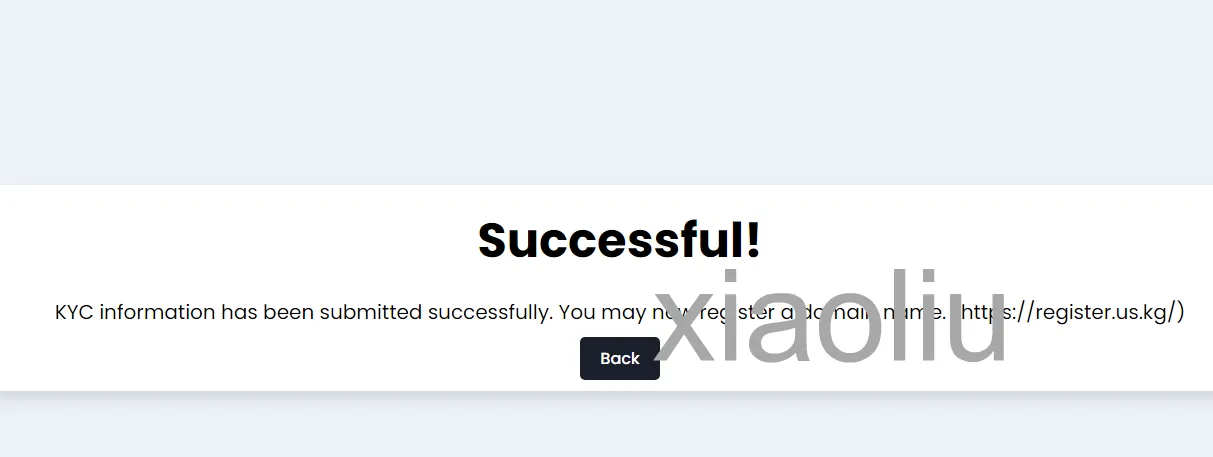 Successful!
KYC information has been submitted successfully. You may now register a domain name. (https://register.us.kg/)
Back
xiaoliu